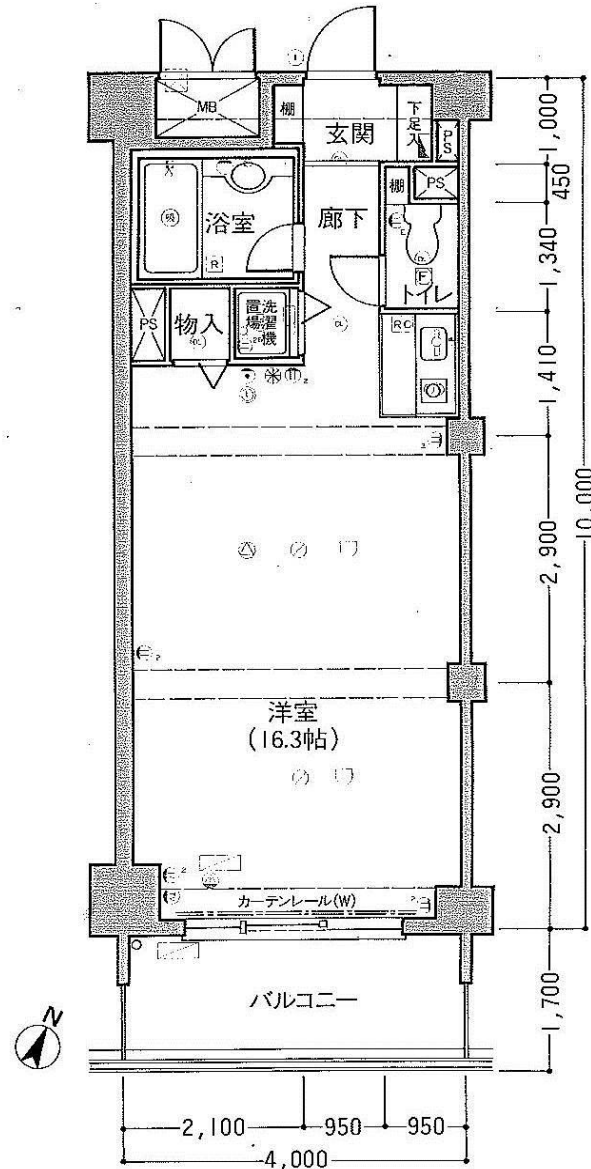 MB
棚
玄関
下足入
PS
浴室
廊下
棚
PS
R
トイレ
F
PS
物入
洗濯機
直場
RC
洋室
(16.3帖)
カーテンレール(W)
バルコニー
N
1,000
450
1,340
1,410
2,900
2,900
10,000
1,700
2,100
950
950
4,000